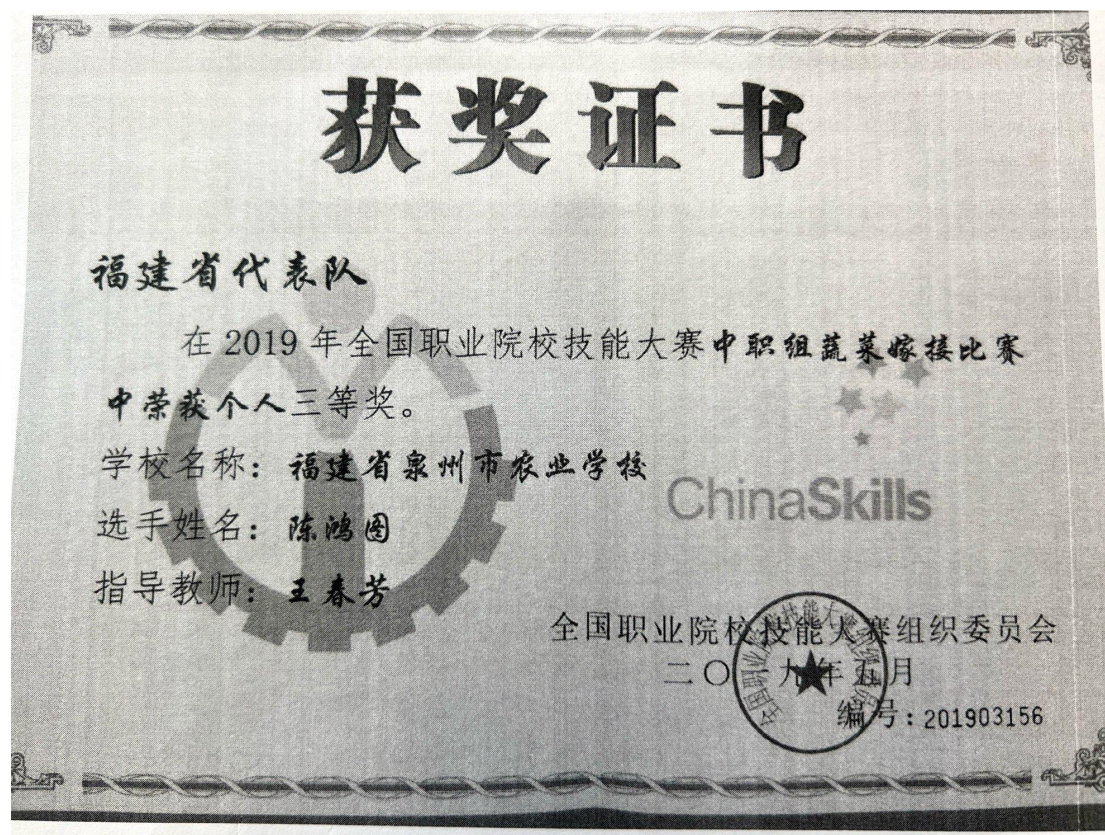 获奖证书
福建省代表队
在2019年全国职业院校技能大赛中职组蔬菜嫁接比赛
中荣获个人三等奖。
学校名称：福建省泉州市农业学校
ChinaSkills
选手姓名：陈鸿图
指导教师：王春芳
全国职业院校技能大赛组织委员会
二〇一九年五月
编号：201903156